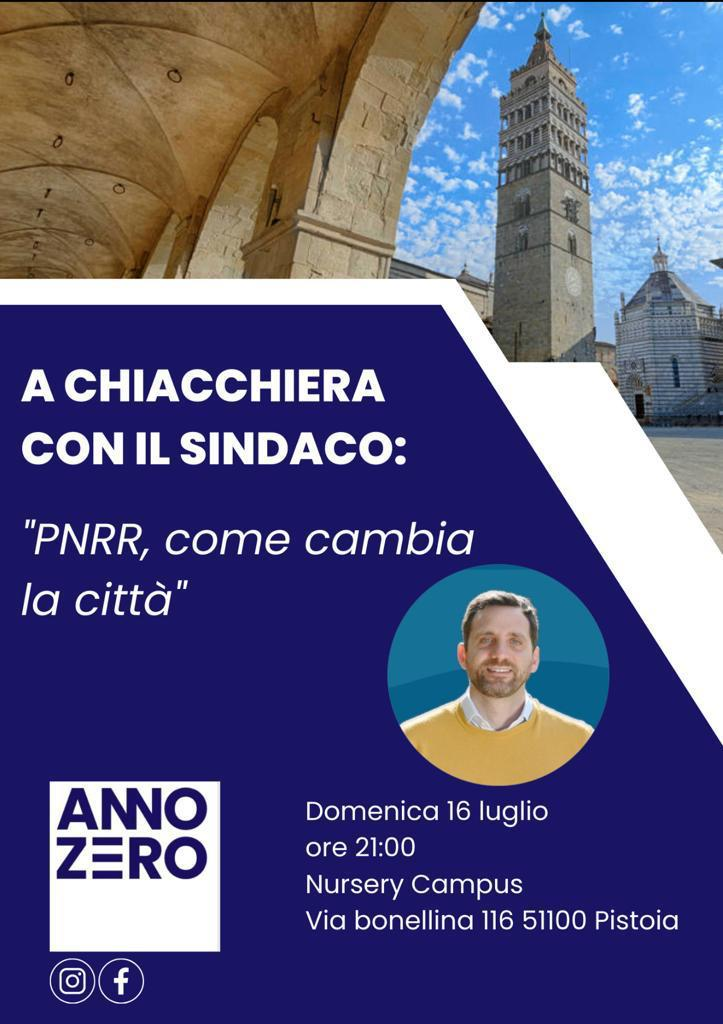 A CHIACCHIERA
CON IL SINDACO:
"PNRR, come cambia
la città"
ANNO
ZERO
Domenica 16 luglio
ore 21:00
Nursery Campus
Via bonellina 116 51100 Pistoia